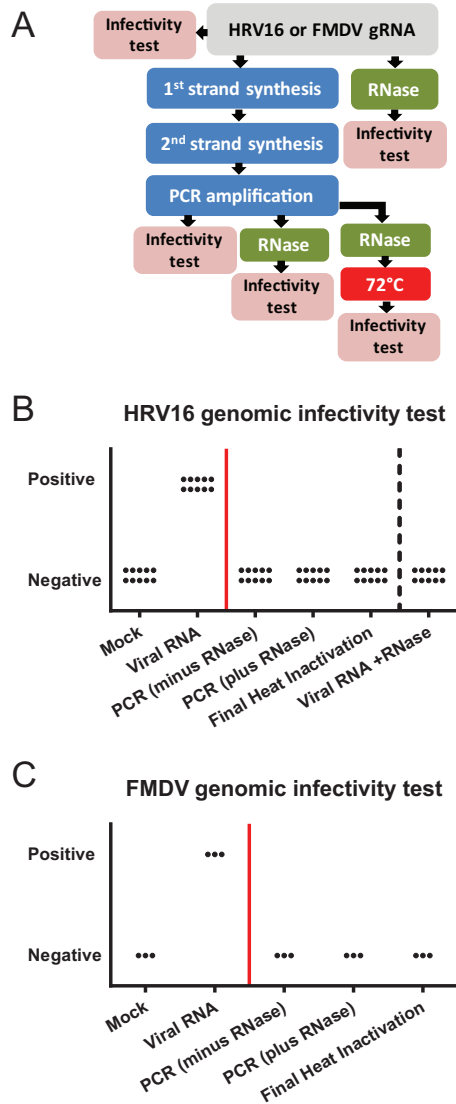 A
Infectivity
test
HRV16 or FMDV gRNA
1st strand synthesis
RNase
2nd strand synthesis
Infectivity
test
PCR amplification
Infectivity
test
RNase
RNase
Infectivity
test
72°C
Infectivity
test
B
HRV16 genomic infectivity test
Positive
Negative
Mock
Viral RNA
PCR (minus RNase)
PCR (plus RNase)
Final Heat Inactivation
Viral RNA +RNase
C
FMDV genomic infectivity test
Positive
Negative
Mock
Viral RNA
PCR (minus RNase)
PCR (plus RNase)
Final Heat Inactivation